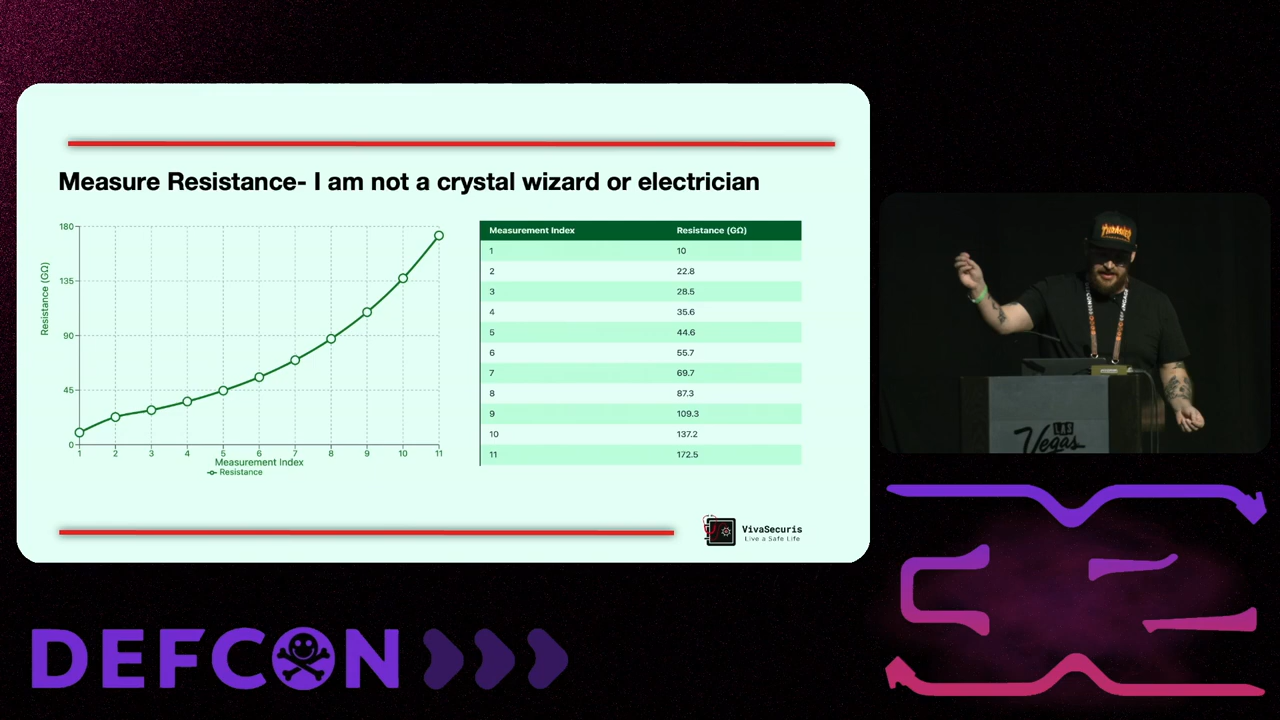 Measure Resistance- I am not a crystal wizard or electrician
180
135
90
45
0
Resistance (GΩ)
1 2 3 4 5 6 7 8 9 10 11
Measurement Index
Resistance
Measurement Index Resistance (GΩ)
1 10
2 22.8
3 28.5
4 35.6
5 44.6
6 55.7
7 69.7
8 87.3
9 109.3
10 137.2
11 172.5
VivaSecuris
Live a Safe Life
THRASHER
LAS
Vegas
DEFCON